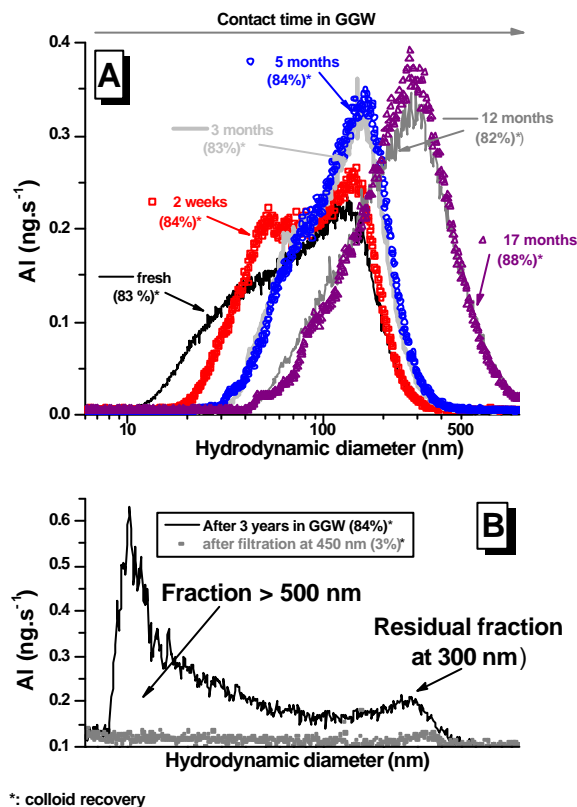 Contact time in GGW
A
0.4
0.3
0.2
0.1
0.0
Al (ng.s-1)
5 months
(84%)*
3 months
(83%)*
12 months
(82%)*)
2 weeks
(84%)*
17 months
(88%)*
fresh
(83 %)*
10
100
500
Hydrodynamic diameter (nm)
B
0.6
0.5
0.4
0.3
0.2
0.1
Al (ng.s-1)
After 3 years in GGW (84%)*
after filtration at 450 nm (3%)*
Fraction > 500 nm
Residual fraction
at 300 nm)
Hydrodynamic diameter (nm)
*: colloid recovery